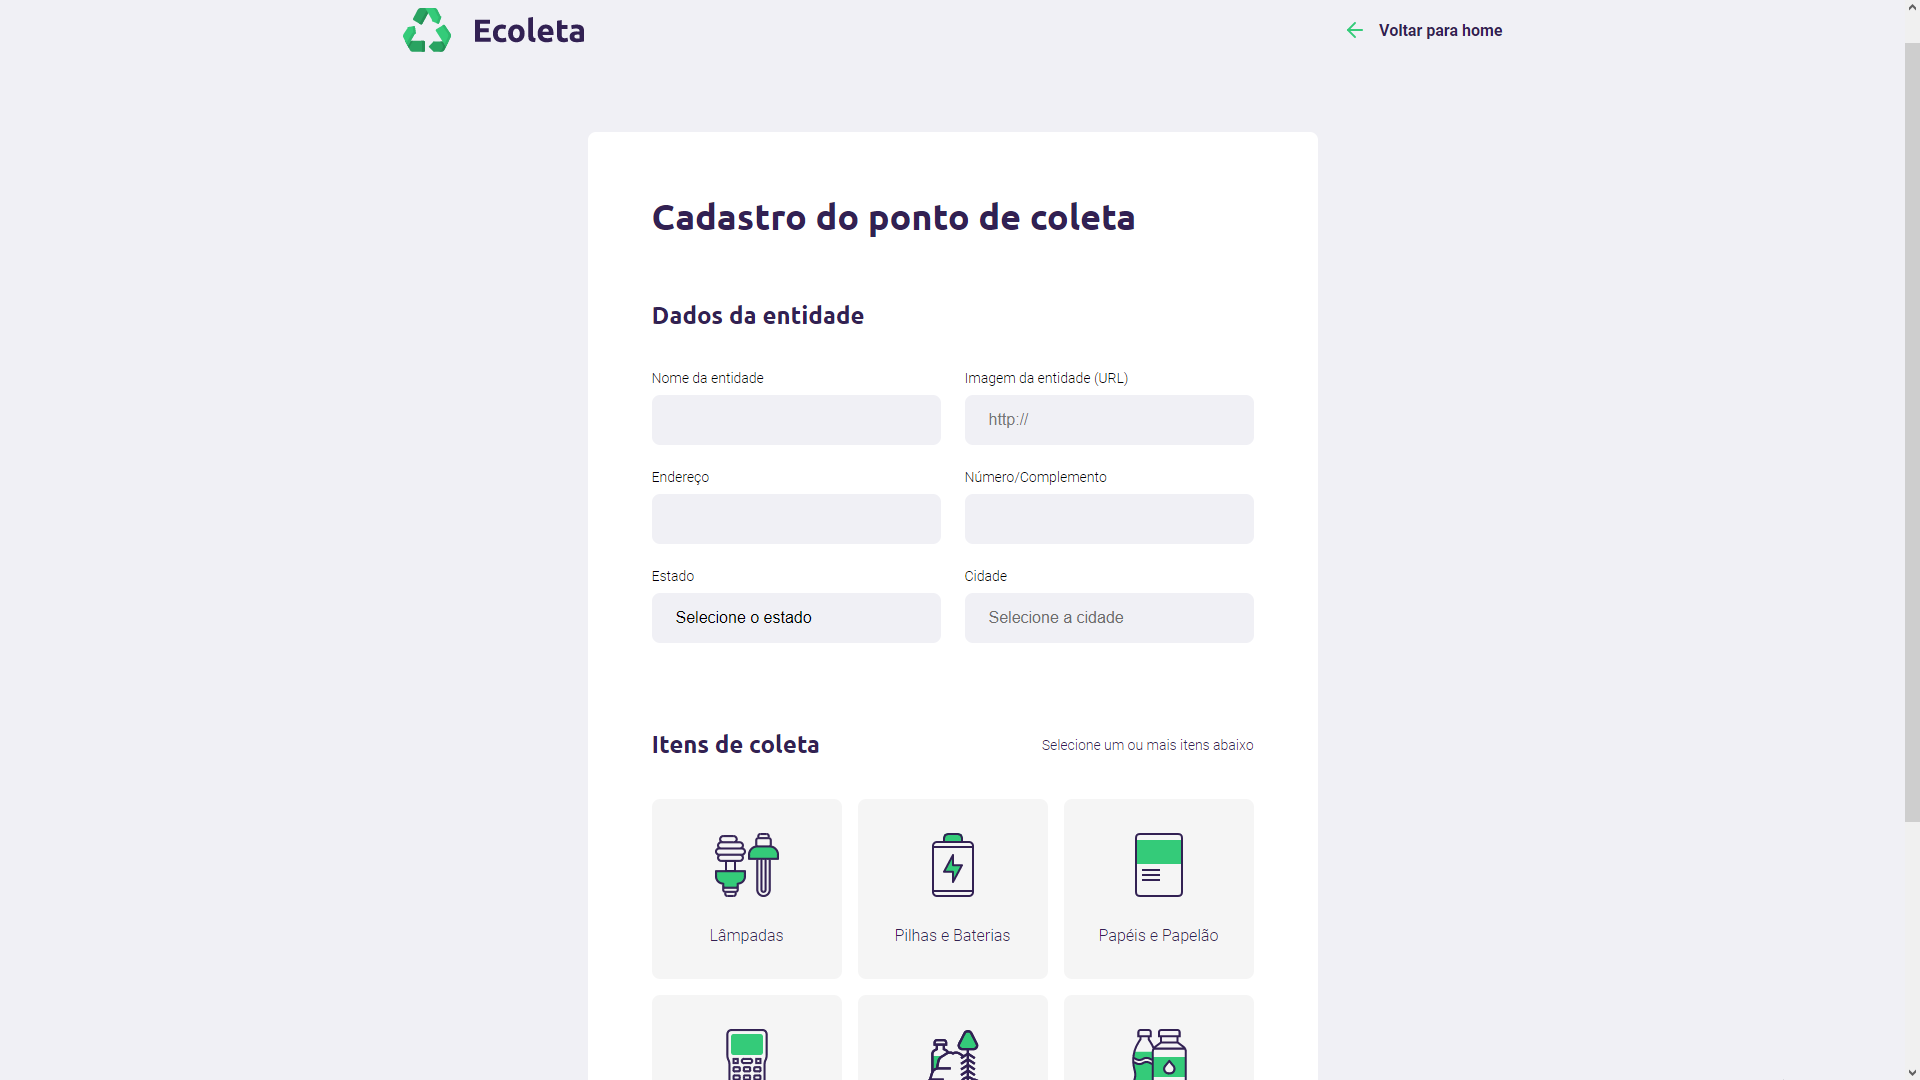 Ecoleta
Voltar para home
Cadastro do ponto de coleta
Dados da entidade
Nome da entidade
Imagem da entidade (URL)
http://
Endereço
Número/Complemento
Estado
Cidade
Selecione o estado
Selecione a cidade
Itens de coleta
Selecione um ou mais itens abaixo
Lâmpadas
Pilhas e Baterias
Papéis e Papelão